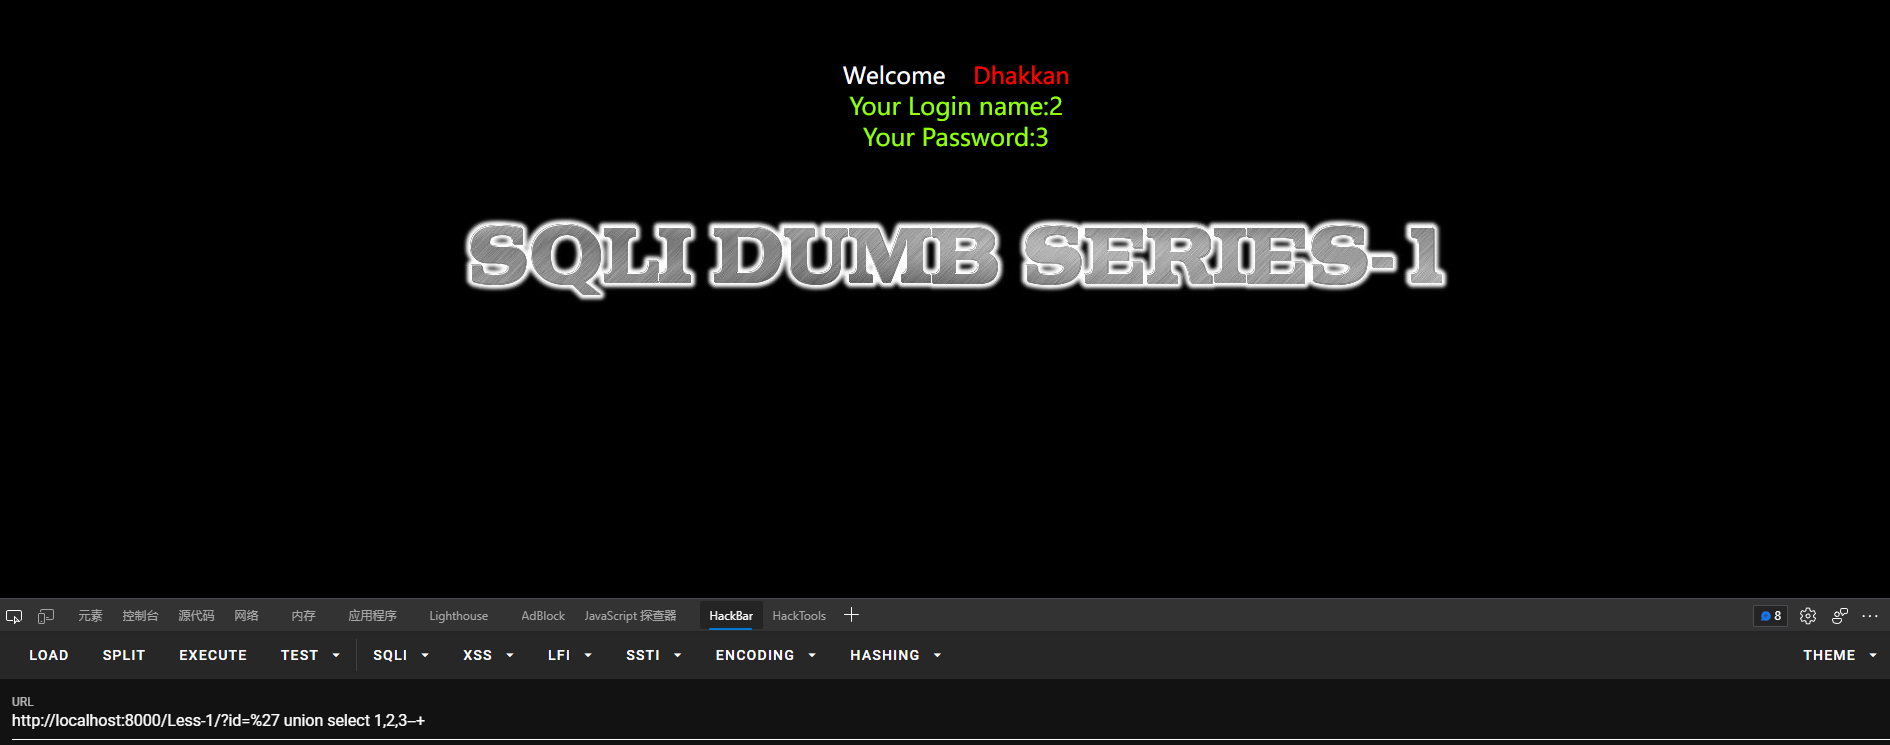 Welcome Dhakkan
Your Login name:2
Your Password:3
SQLI DUMB SERIES-1
元素 控制台 源代码 网络 内存 应用程序 Lighthouse AdBlock JavaScript 探查器 HackBar HackTools 8
LOAD SPLIT EXECUTE TEST SQLI XSS LFI SSTI ENCODING HASHING THEME
URL
http://localhost:8000/Less-1/?id=%27 union select 1,2,3--+